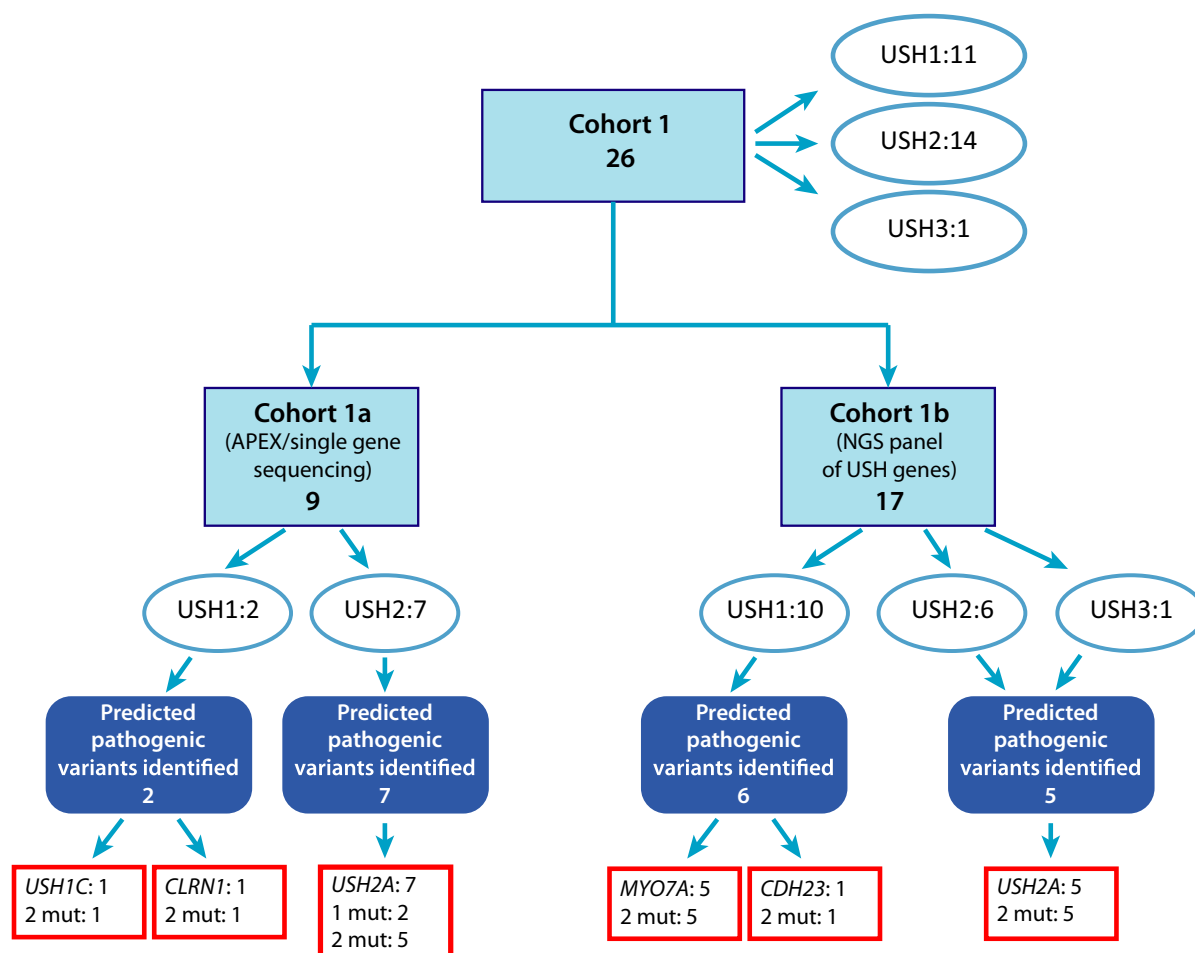 USH1:11
Cohort 1
26
USH2:14
USH3:1
Cohort 1a
(APEX/single gene
sequencing)
9
Cohort 1b
(NGS panel
of USH genes)
17
USH1:2
USH2:7
USH1:10
USH2:6
USH3:1
Predicted
pathogenic
variants identified
2
Predicted
pathogenic
variants identified
7
Predicted
pathogenic
variants identified
6
Predicted
pathogenic
variants identified
5
USH1C: 1
2 mut: 1
CLRN1: 1
2 mut: 1
USH2A: 7
1 mut: 2
2 mut: 5
MYO7A: 5
2 mut: 5
CDH23: 1
2 mut: 1
USH2A: 5
2 mut: 5